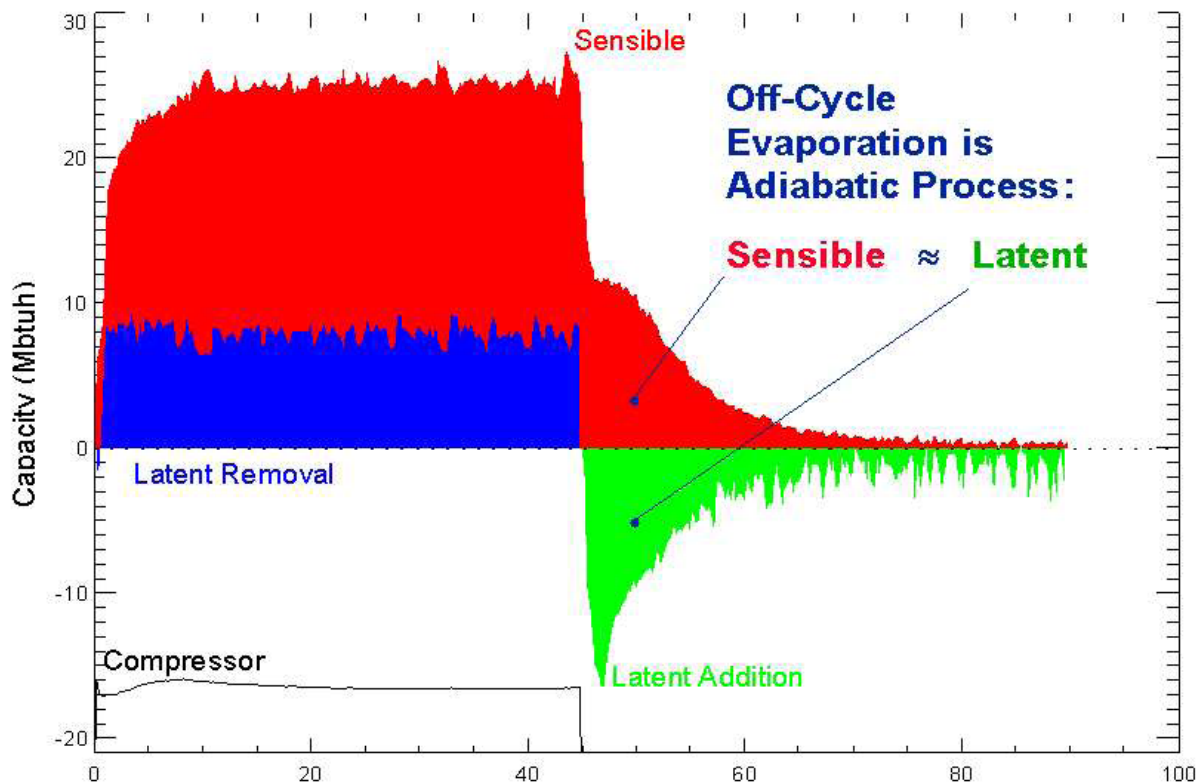 30
Sensible
Off-Cycle
Evaporation is
Adiabatic Process:
20
Sensible ≈ Latent
10
Capacity (Mbtuh)
0
Latent Removal
-10
Compressor
Latent Addition
-20
0 20 40 60 80 100